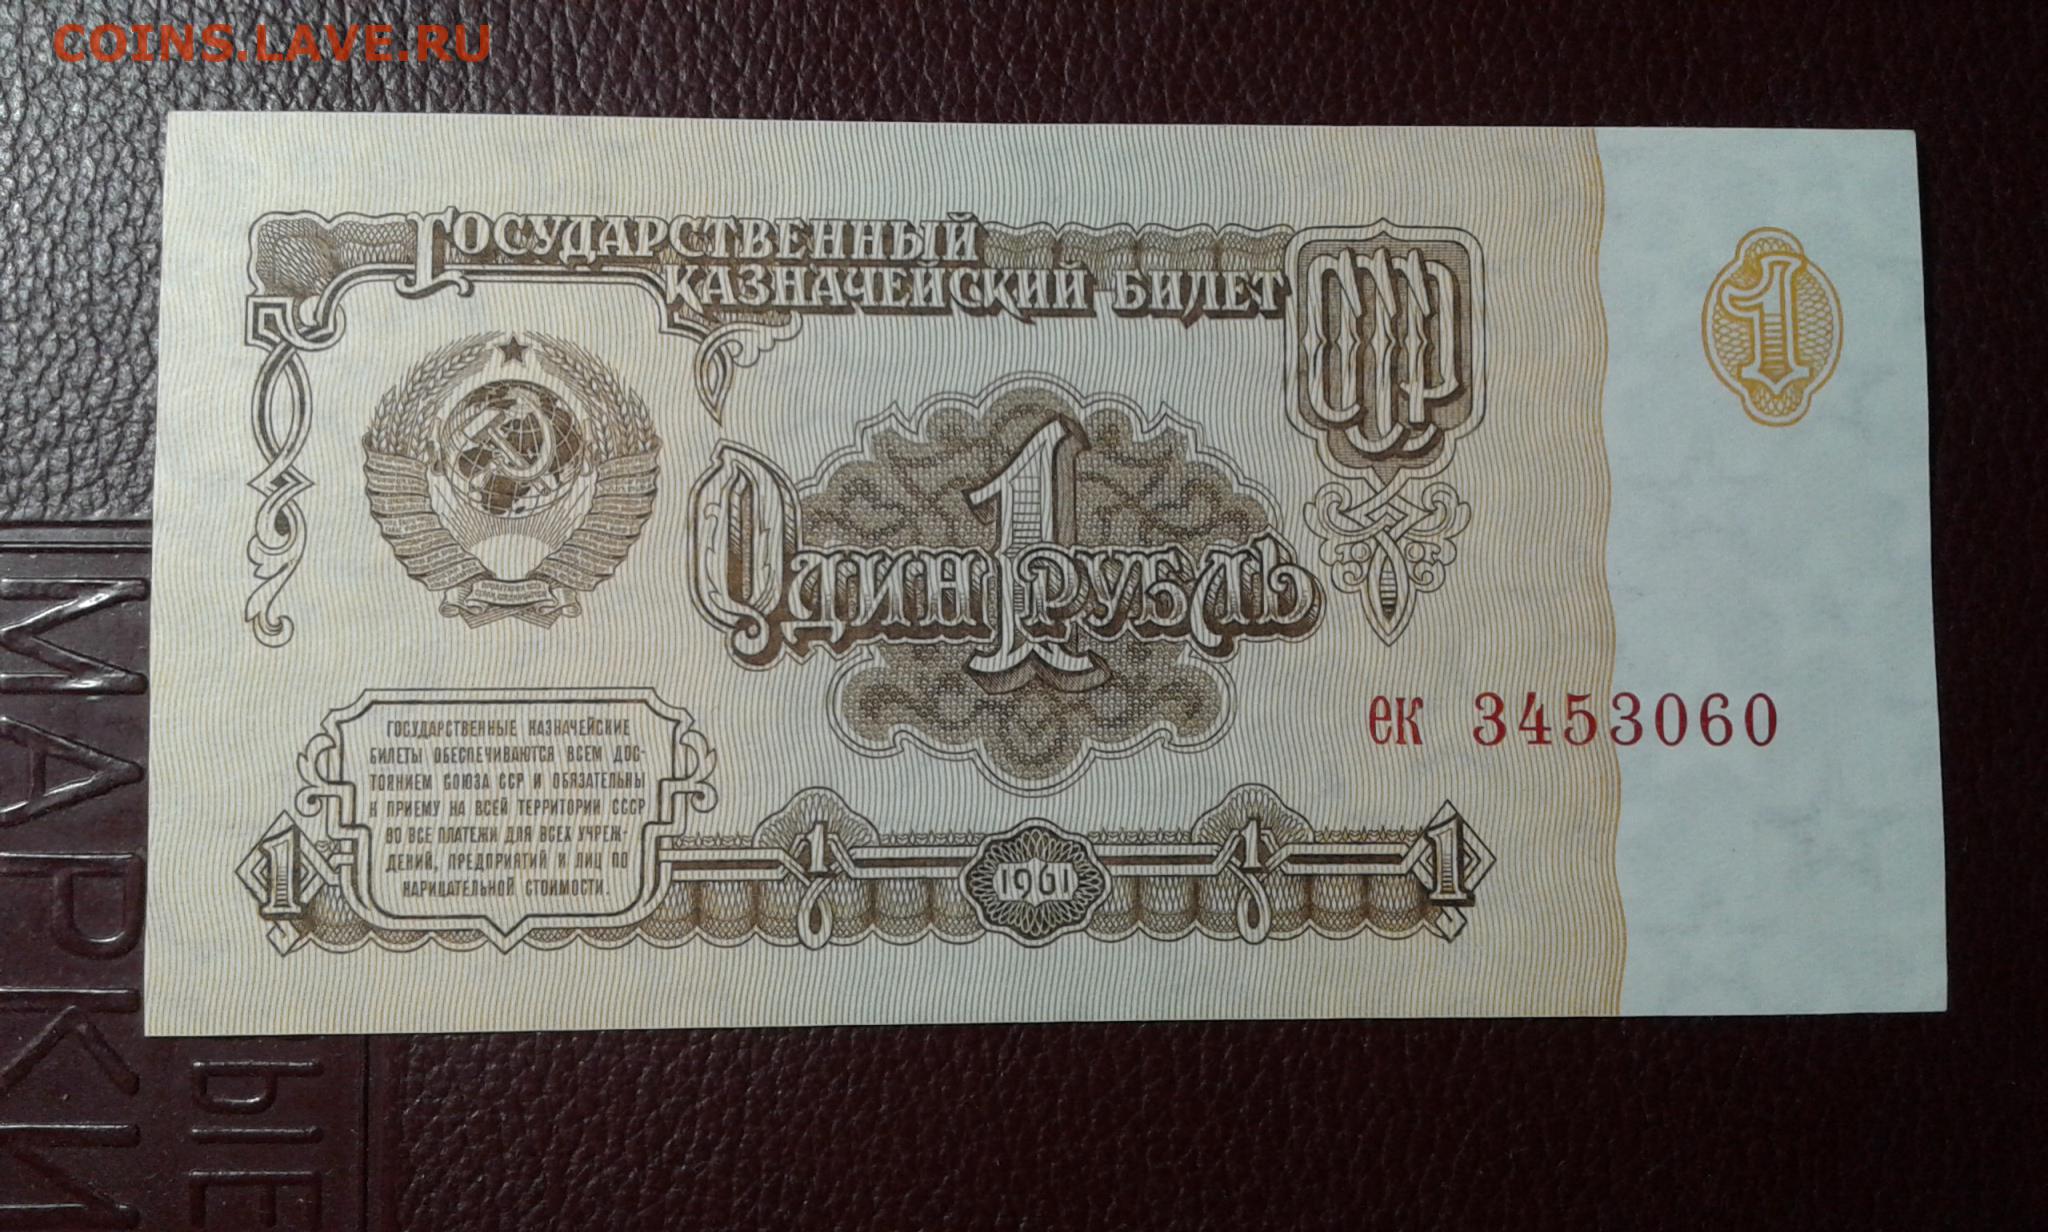 COINS.LAVE.RU
ГОСУДАРСТВЕННЫЙ
КАЗНАЧЕЙСКИЙ БИЛЕТ
СССР
1
1
ОДИН РУБЛЬ
ек 3453060
ГОСУДАРСТВЕННЫЕ КАЗНАЧЕЙСКИЕ
БИЛЕТЫ ОБЕСПЕЧИВАЮТСЯ ВСЕМ ДОС-
ТОЯНИЕМ СОЮЗА ССР И ОБЯЗАТЕЛЬНЫ
К ПРИЕМУ НА ВСЕЙ ТЕРРИТОРИИ СССР
ВО ВСЕ ПЛАТЕЖИ ДЛЯ ВСЕХ УЧРЕЖ-
ДЕНИЙ, ПРЕДПРИЯТИЙ И ЛИЦ ПО
НАРИЦАТЕЛЬНОЙ СТОИМОСТИ.
1 1 1961 1 1
МАРКИ